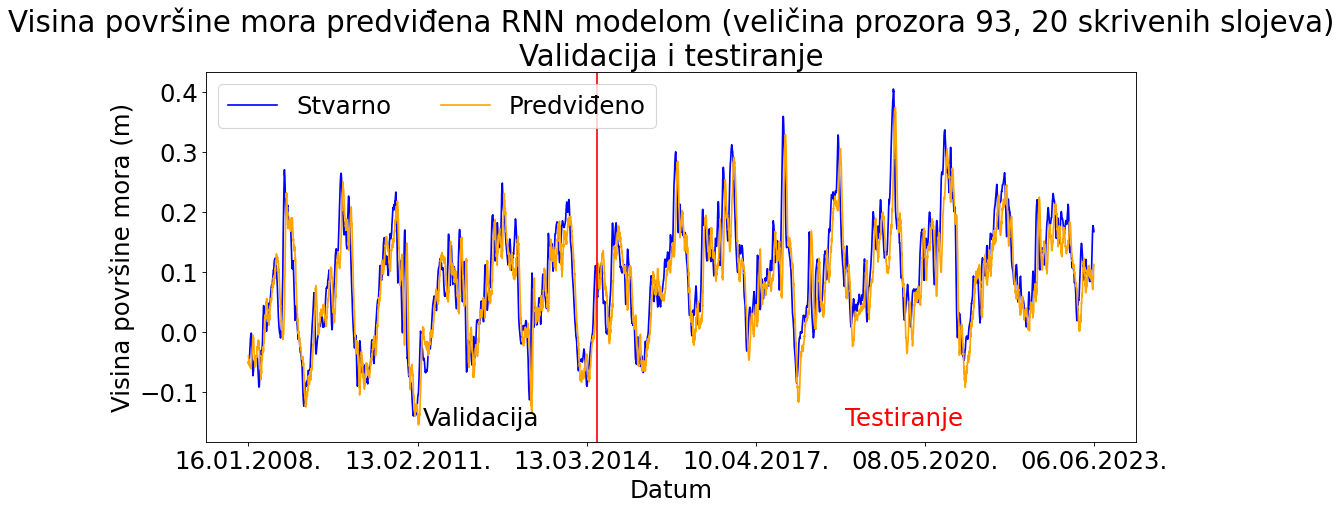 Visina površine mora predviđena RNN modelom (veličina prozora 93, 20 skrivenih slojeva)
Validacija i testiranje
Stvarno Predviđeno
Visina površine mora (m)
0.4
0.3
0.2
0.1
0.0
−0.1
Validacija Testiranje
16.01.2008. 13.02.2011. 13.03.2014. 10.04.2017. 08.05.2020. 06.06.2023.
Datum